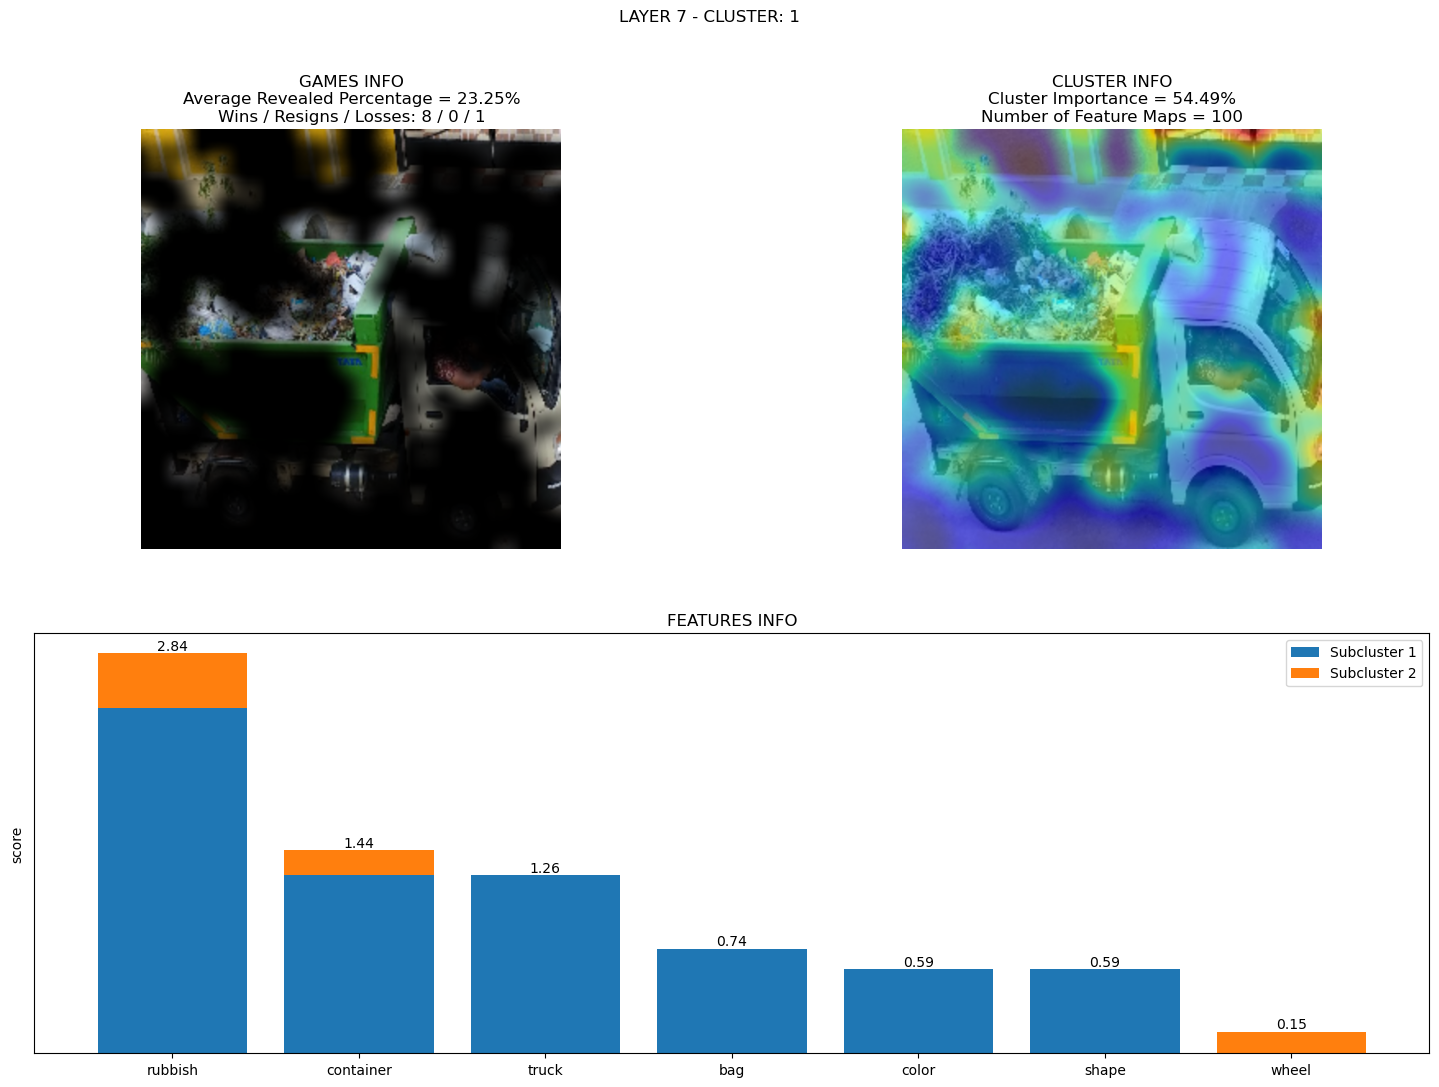 LAYER 7 - CLUSTER: 1
GAMES INFO
Average Revealed Percentage = 23.25%
Wins / Resigns / Losses: 8 / 0 / 1
CLUSTER INFO
Cluster Importance = 54.49%
Number of Feature Maps = 100
FEATURES INFO
Subcluster 1
Subcluster 2
score
2.84
1.44
1.26
0.74
0.59
0.59
0.15
rubbish
container
truck
bag
color
shape
wheel